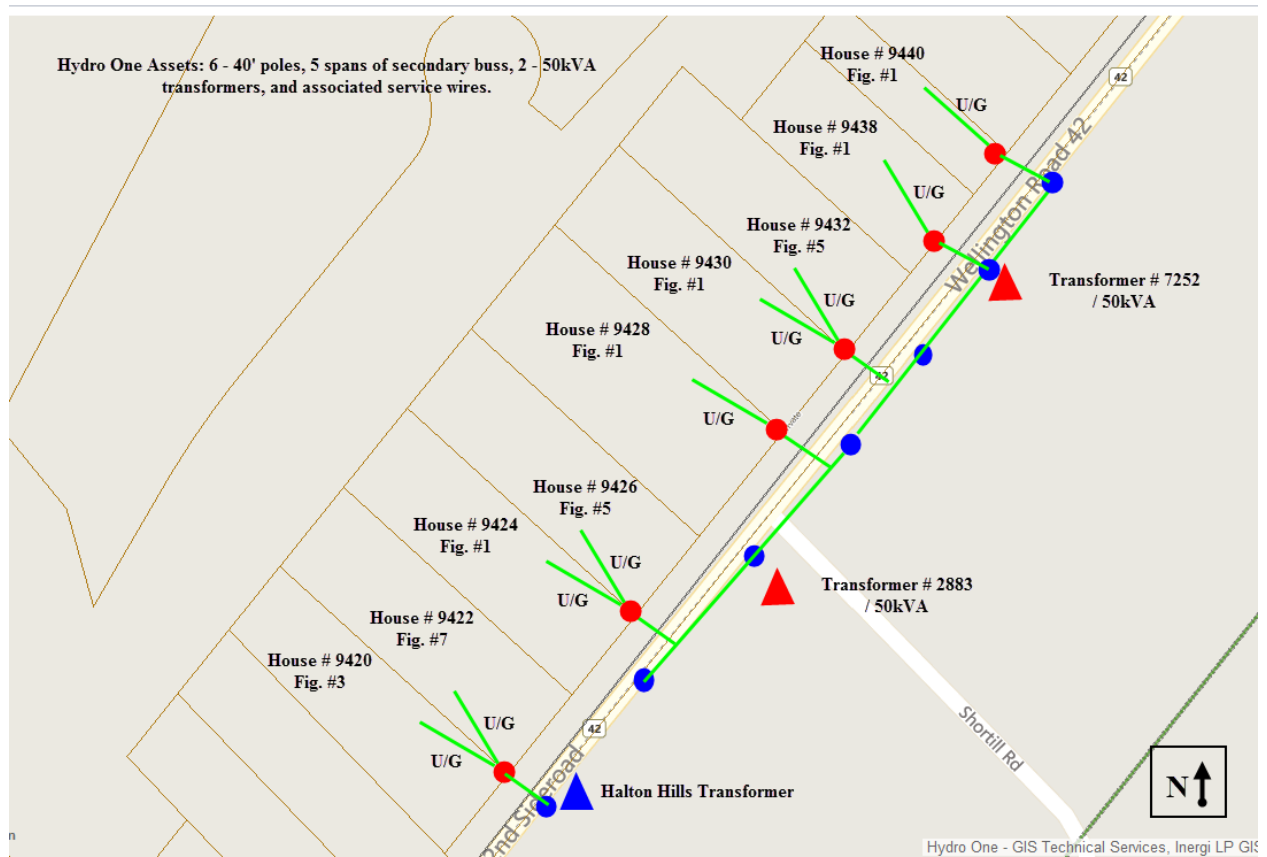 Hydro One Assets: 6 - 40' poles, 5 spans of secondary buss, 2 - 50kVA
transformers, and associated service wires.
House # 9440
Fig. #1
42
U/G
House # 9438
Fig. #1
U/G
Wellington Road 42
House # 9432
Fig. #5
House # 9430
Fig. #1
U/G
U/G
Transformer # 7252
/ 50kVA
House # 9428
Fig. #1
42
U/G
House # 9426
Fig. #5
House # 9424
Fig. #1
U/G
U/G
Transformer # 2883
/ 50kVA
House # 9422
Fig. #7
House # 9420
Fig. #3
U/G
U/G
42
Shortill Rd
Halton Hills Transformer
2nd Sideroad
N
n
Hydro One - GIS Technical Services, Inergi LP GIS